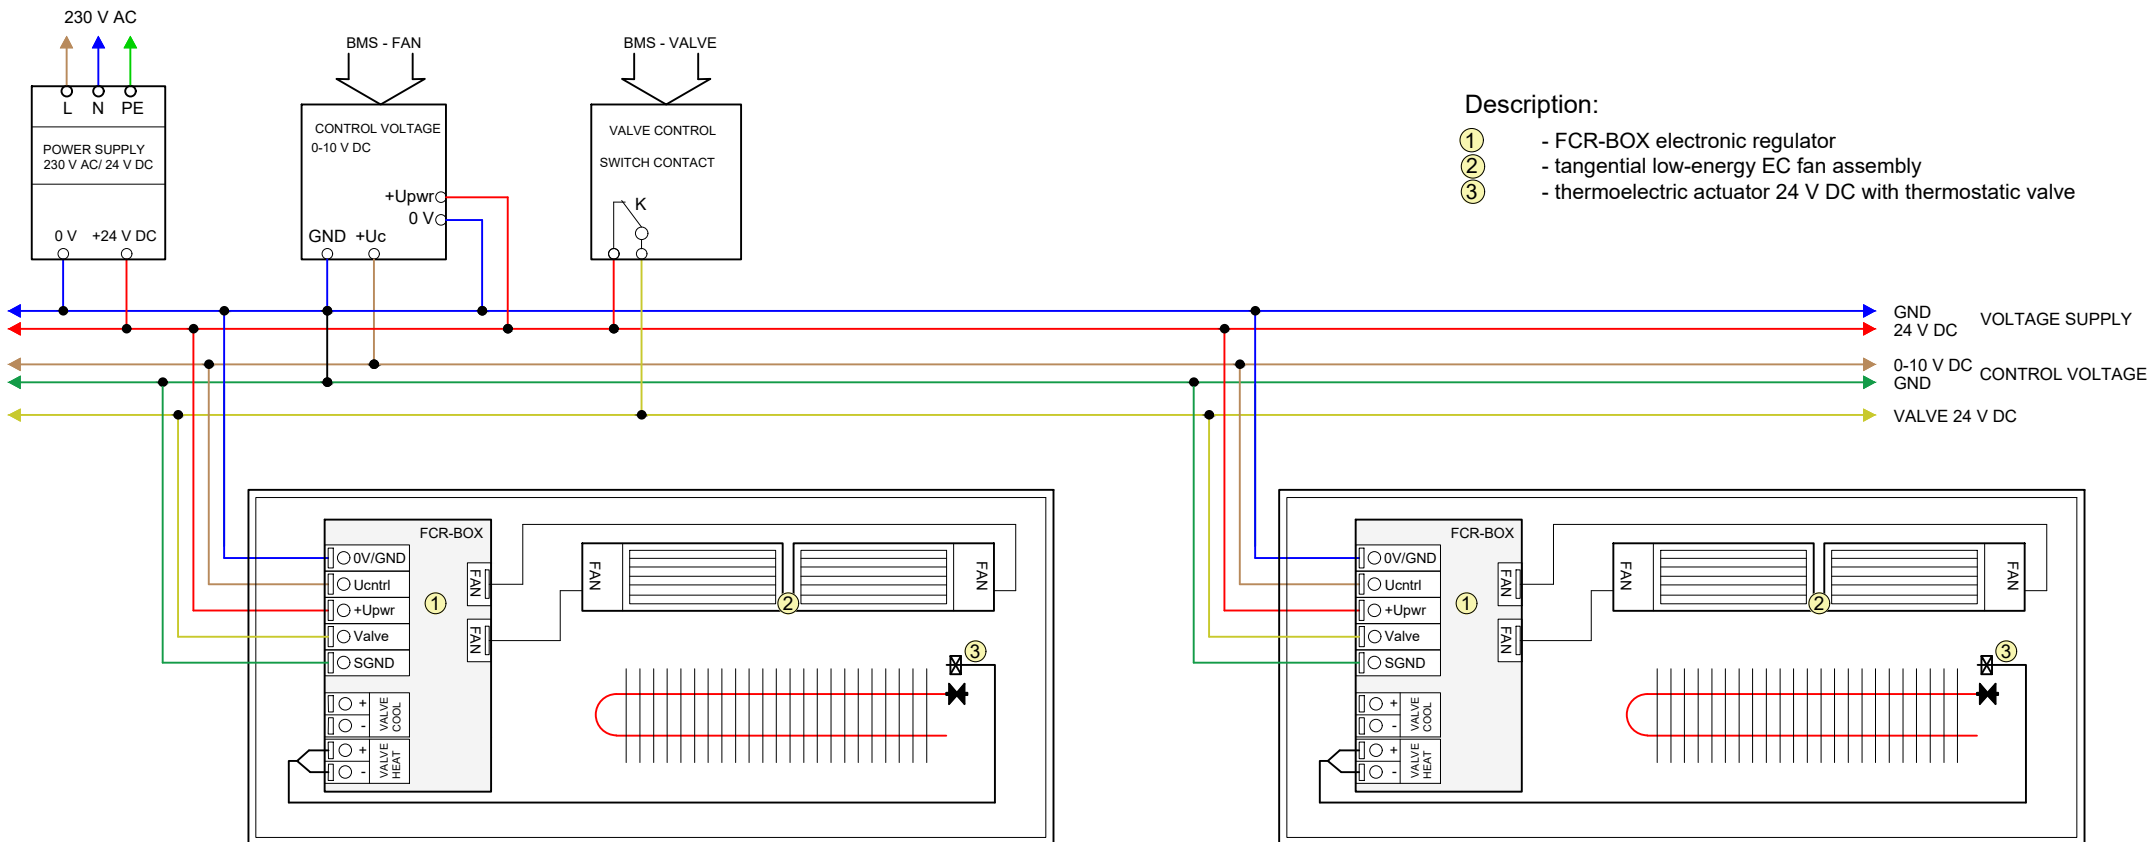 230 V AC
L N PE
POWER SUPPLY
230 V AC/ 24 V DC
0 V +24 V DC
BMS - FAN
CONTROL VOLTAGE
0-10 V DC
+Upwr
0 V
GND +Uc
BMS - VALVE
VALVE CONTROL
SWITCH CONTACT
K
Description:
1 - FCR-BOX electronic regulator
2 - tangential low-energy EC fan assembly
3 - thermoelectric actuator 24 V DC with thermostatic valve
GND
24 V DC
VOLTAGE SUPPLY
0-10 V DC
GND
CONTROL VOLTAGE
VALVE 24 V DC
FCR-BOX
0V/GND
Ucntrl
+Upwr
Valve
SGND
1
FAN
FAN
+
-
VALVE
COOL
+
-
VALVE
HEAT
FAN
FAN
2
3
FCR-BOX
0V/GND
Ucntrl
+Upwr
Valve
SGND
1
FAN
FAN
+
-
VALVE
COOL
+
-
VALVE
HEAT
FAN
FAN
2
3